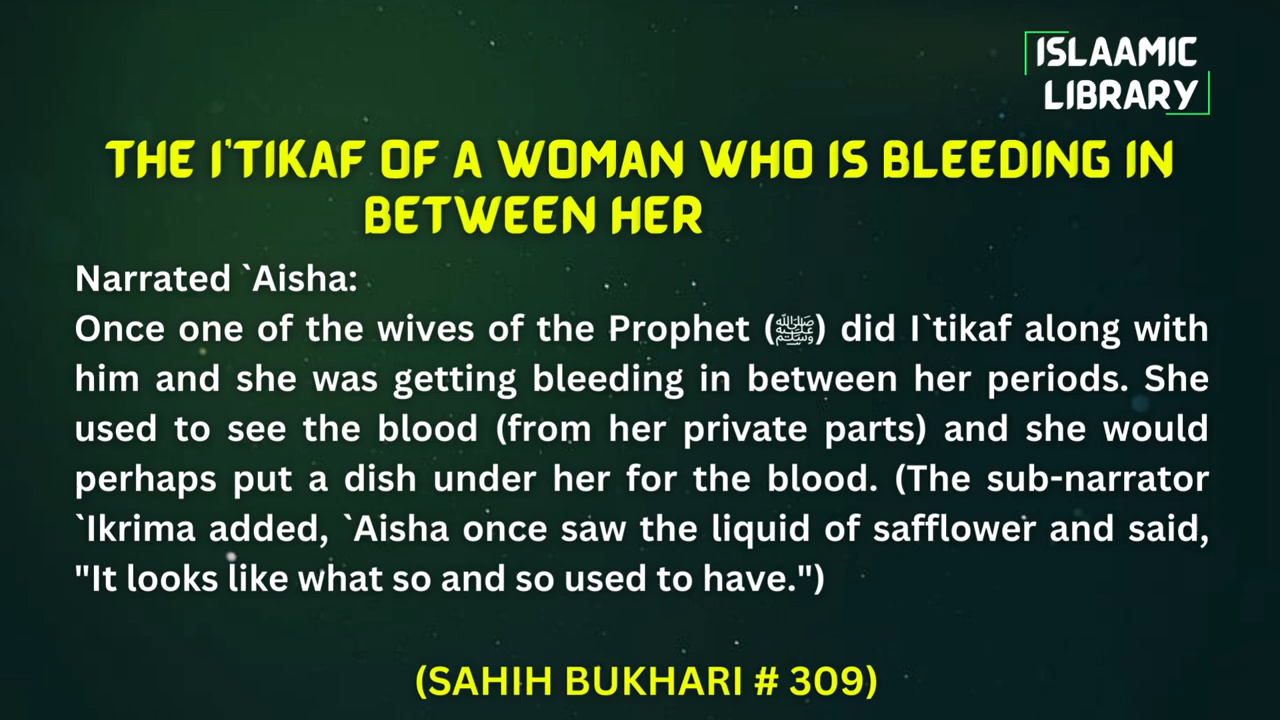 ISLAAMIC
LIBRARY
THE I'TIKAF OF A WOMAN WHO IS BLEEDING IN
BETWEEN HER
Narrated `Aisha:
Once one of the wives of the Prophet (ﷺ) did I`tikaf along with
him and she was getting bleeding in between her periods. She
used to see the blood (from her private parts) and she would
perhaps put a dish under her for the blood. (The sub-narrator
`Ikrima added, `Aisha once saw the liquid of safflower and said,
"It looks like what so and so used to have.")
(SAHIH BUKHARI # 309)